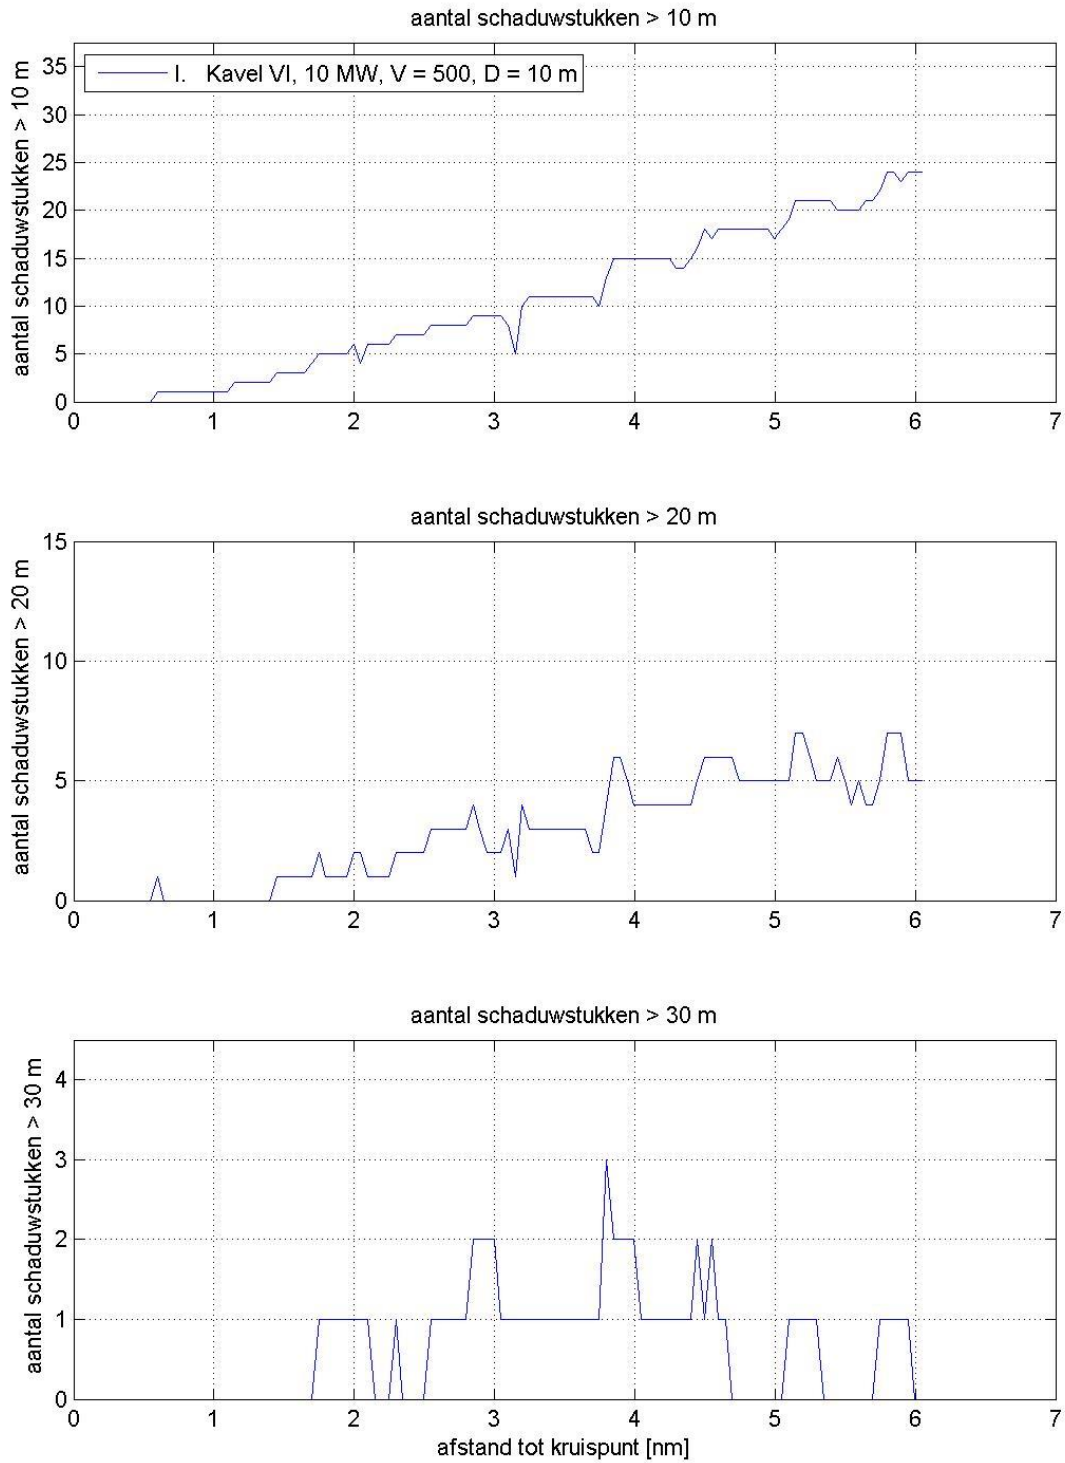 aantal schaduwstukken > 10 m
aantal schaduwstukken > 10 m
35
30
25
20
15
10
5
0
I. Kavel VI, 10 MW, V = 500, D = 10 m
0 1 2 3 4 5 6 7
aantal schaduwstukken > 20 m
aantal schaduwstukken > 20 m
15
10
5
0
0 1 2 3 4 5 6 7
aantal schaduwstukken > 30 m
aantal schaduwstukken > 30 m
4
3
2
1
0
0 1 2 3 4 5 6 7
afstand tot kruispunt [nm]